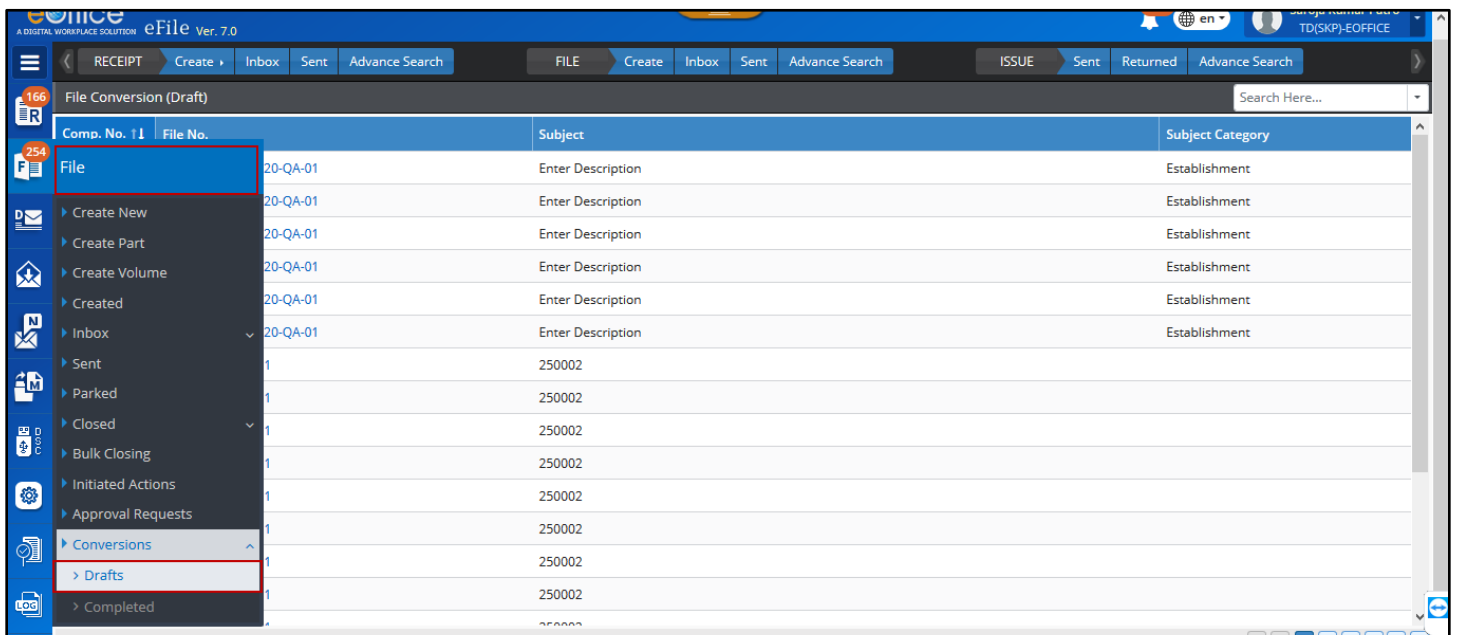 eOffice
A DIGITAL WORKPLACE SOLUTION eFile Ver. 7.0
en
TD(SKP)-EOFFICE
RECEIPT Create Inbox Sent Advance Search FILE Create Inbox Sent Advance Search ISSUE Sent Returned Advance Search
166
R
File Conversion (Draft) Search Here...
Comp. No. File No. Subject Subject Category
254
F
File
20-QA-01 Enter Description Establishment
20-QA-01 Enter Description Establishment
20-QA-01 Enter Description Establishment
20-QA-01 Enter Description Establishment
20-QA-01 Enter Description Establishment
20-QA-01 Enter Description Establishment
1 250002
1 250002
1 250002
1 250002
1 250002
1 250002
1 250002
1 250002
Create New
Create Part
Create Volume
Created
Inbox
Sent
Parked
Closed
Bulk Closing
Initiated Actions
Approval Requests
Conversions
> Drafts
> Completed
D
N
M
DSC
LOG